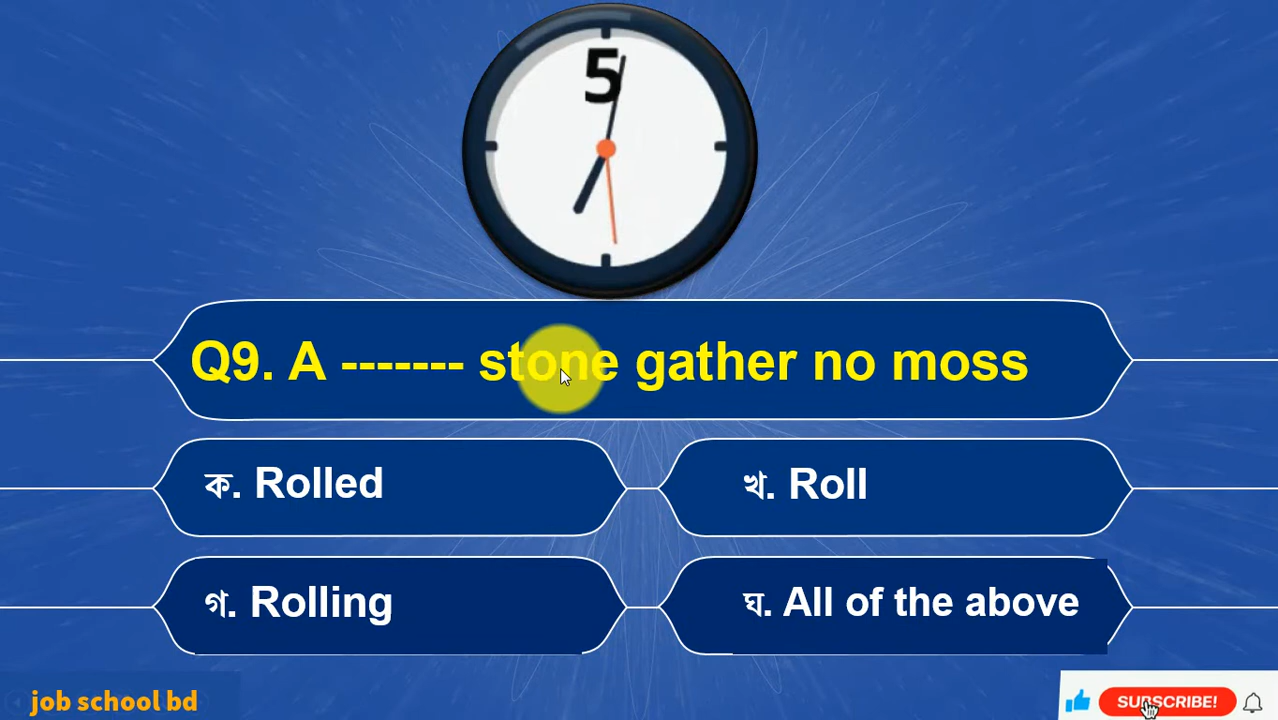 5
Q9. A ------- stone gather no moss
ক. Rolled
খ. Roll
গ. Rolling
ঘ. All of the above
job school bd
SUBSCRIBE!